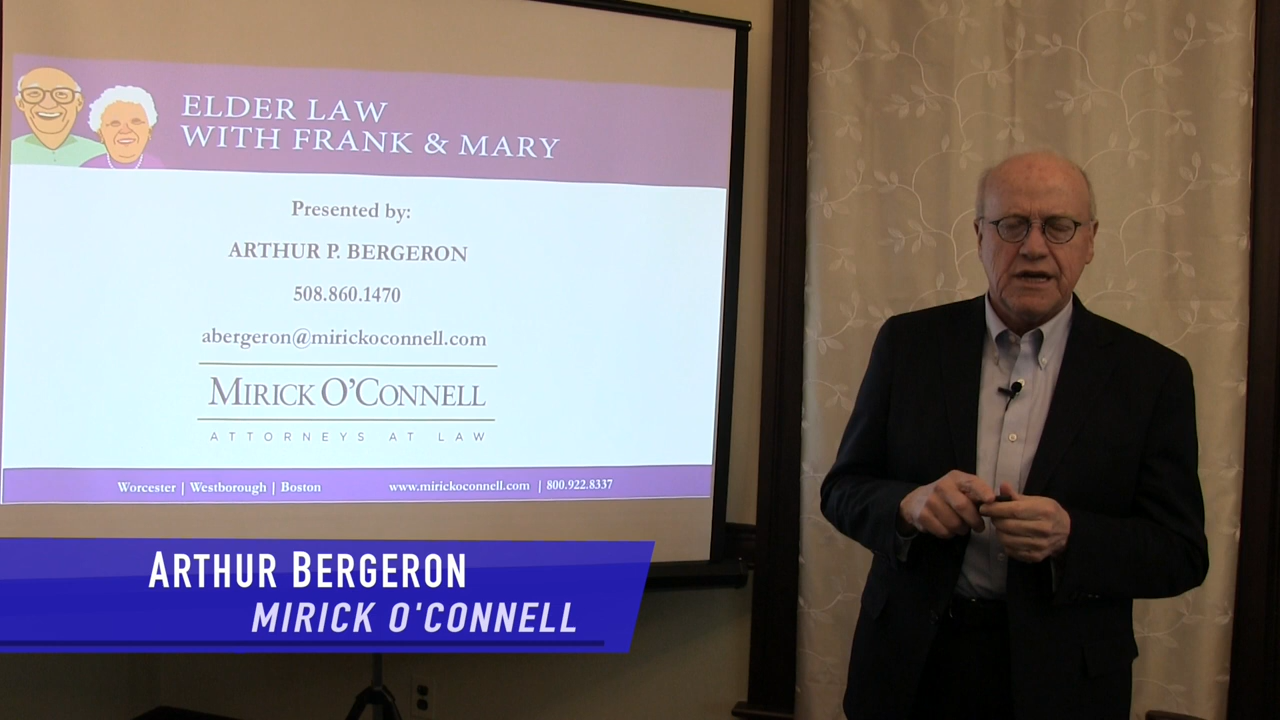 ELDER LAW
WITH FRANK & MARY
Presented by:
ARTHUR P. BERGERON
508.860.1470
abergeron@mirickoconnell.com
MIRICK O'CONNELL
ATTORNEYS AT LAW
Worcester | Westborough | Boston
www.mirickoconnell.com | 800.922.8337
ARTHUR BERGERON
MIRICK O'CONNELL